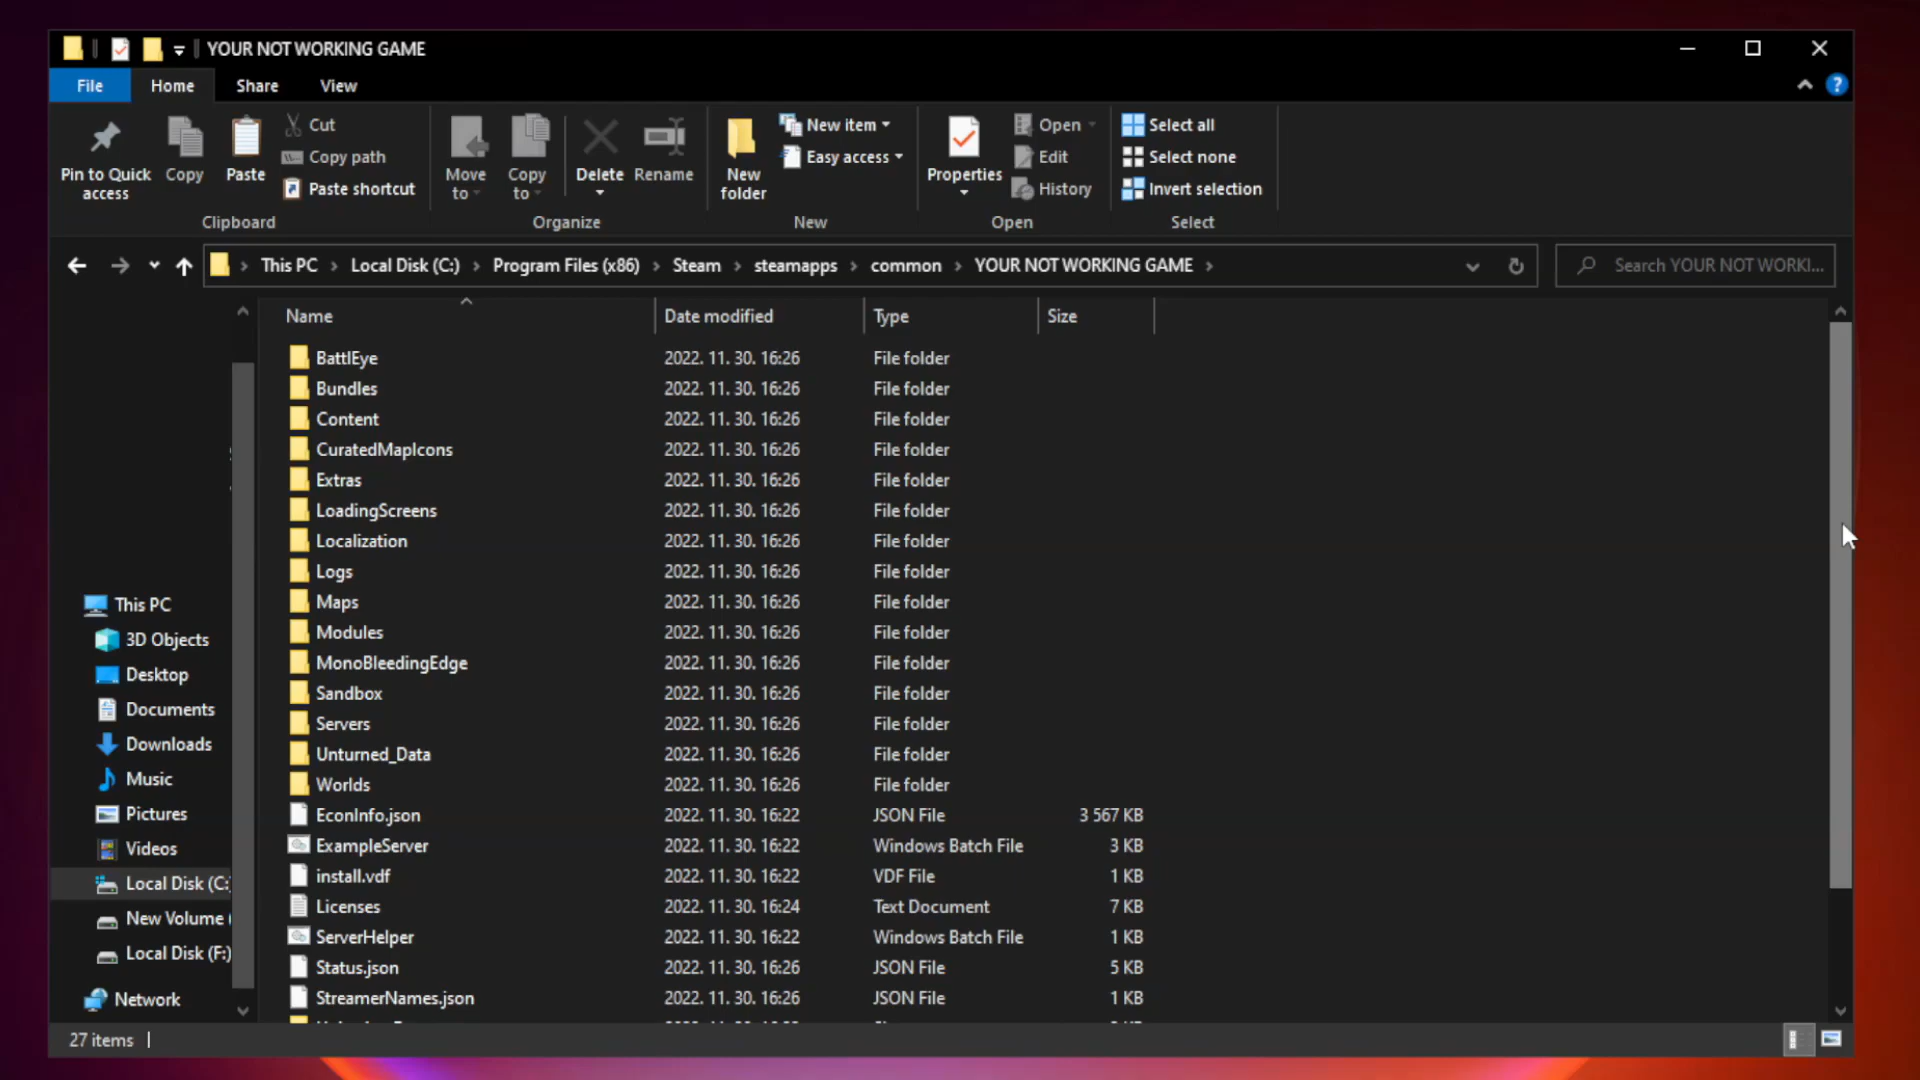 YOUR NOT WORKING GAME
File Home Share View
Pin to Quick access
Copy
Paste
Cut
Copy path
Paste shortcut
Clipboard
Move to
Copy to
Delete
Rename
Organize
New folder
New item
Easy access
New
Properties
Open
Edit
History
Open
Select all
Select none
Invert selection
Select
This PC > Local Disk (C:) > Program Files (x86) > Steam > steamapps > common > YOUR NOT WORKING GAME >
Search YOUR NOT WORKI...
This PC
3D Objects
Desktop
Documents
Downloads
Music
Pictures
Videos
Local Disk (C:
New Volume (
Local Disk (F:)
Network
Name Date modified Type Size
BattlEye 2022. 11. 30. 16:26 File folder
Bundles 2022. 11. 30. 16:26 File folder
Content 2022. 11. 30. 16:26 File folder
CuratedMapIcons 2022. 11. 30. 16:26 File folder
Extras 2022. 11. 30. 16:26 File folder
LoadingScreens 2022. 11. 30. 16:26 File folder
Localization 2022. 11. 30. 16:26 File folder
Logs 2022. 11. 30. 16:26 File folder
Maps 2022. 11. 30. 16:26 File folder
Modules 2022. 11. 30. 16:26 File folder
MonoBleedingEdge 2022. 11. 30. 16:26 File folder
Sandbox 2022. 11. 30. 16:26 File folder
Servers 2022. 11. 30. 16:26 File folder
Unturned_Data 2022. 11. 30. 16:26 File folder
Worlds 2022. 11. 30. 16:26 File folder
EconInfo.json 2022. 11. 30. 16:22 JSON File 3 567 KB
ExampleServer 2022. 11. 30. 16:22 Windows Batch File 3 KB
install.vdf 2022. 11. 30. 16:22 VDF File 1 KB
Licenses 2022. 11. 30. 16:24 Text Document 7 KB
ServerHelper 2022. 11. 30. 16:22 Windows Batch File 1 KB
Status.json 2022. 11. 30. 16:26 JSON File 5 KB
StreamerNames.json 2022. 11. 30. 16:26 JSON File 1 KB
27 items